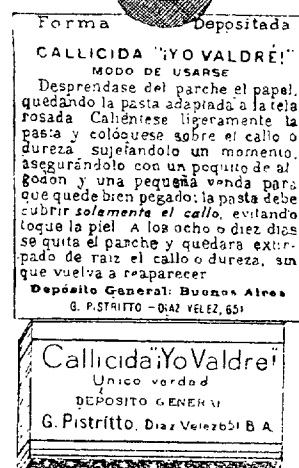 Forma Depositada
CALLICIDA "¡YO VALDRÉ!"
MODO DE USARSE
Despréndase del parche el papel,
quedando la pasta adaptada a la tela
rosada Caliéntese ligeramente la
pasta y colóquese sobre el callo o
dureza sujetándolo un momento,
asegurándolo con un poquito de al
godón y una pequeña venda para
que quede bien pegado; la pasta debe
cubrir solamente el callo, evitando
toque la piel A los ocho o diez días
se quita el parche y quedará extir-
pado de raíz el callo o dureza, sin
que vuelva a reaparecer
Depósito General: Buenos Aires
G. PISTRITTO - DIAZ VELEZ, 651
Callicida "¡Yo Valdré!"
Unico verdad
DEPOSITO GENERAL
G. Pistritto, Diaz Velez 651 B A